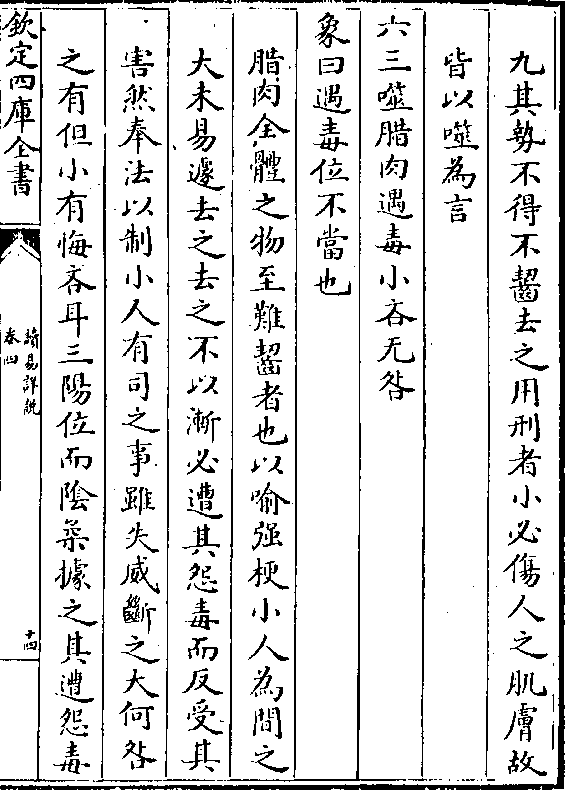 九其勢不得不齧去之用刑者小必傷人之肌膚故
皆以噬為言
六三噬腊肉遇毒小吝无咎
象曰遇毒位不當也
腊肉全體之物至難齧者也以喻强梗小人為間之
大未易遽去之去之不以漸必遭其怨毒而反受其
害然奉法以制小人有司之事雖失威斷之大何咎
之有但小有悔吝耳三陽位而陰柔據之其遭怨毒
欽定四庫全書
讀易詳說
卷四
十四